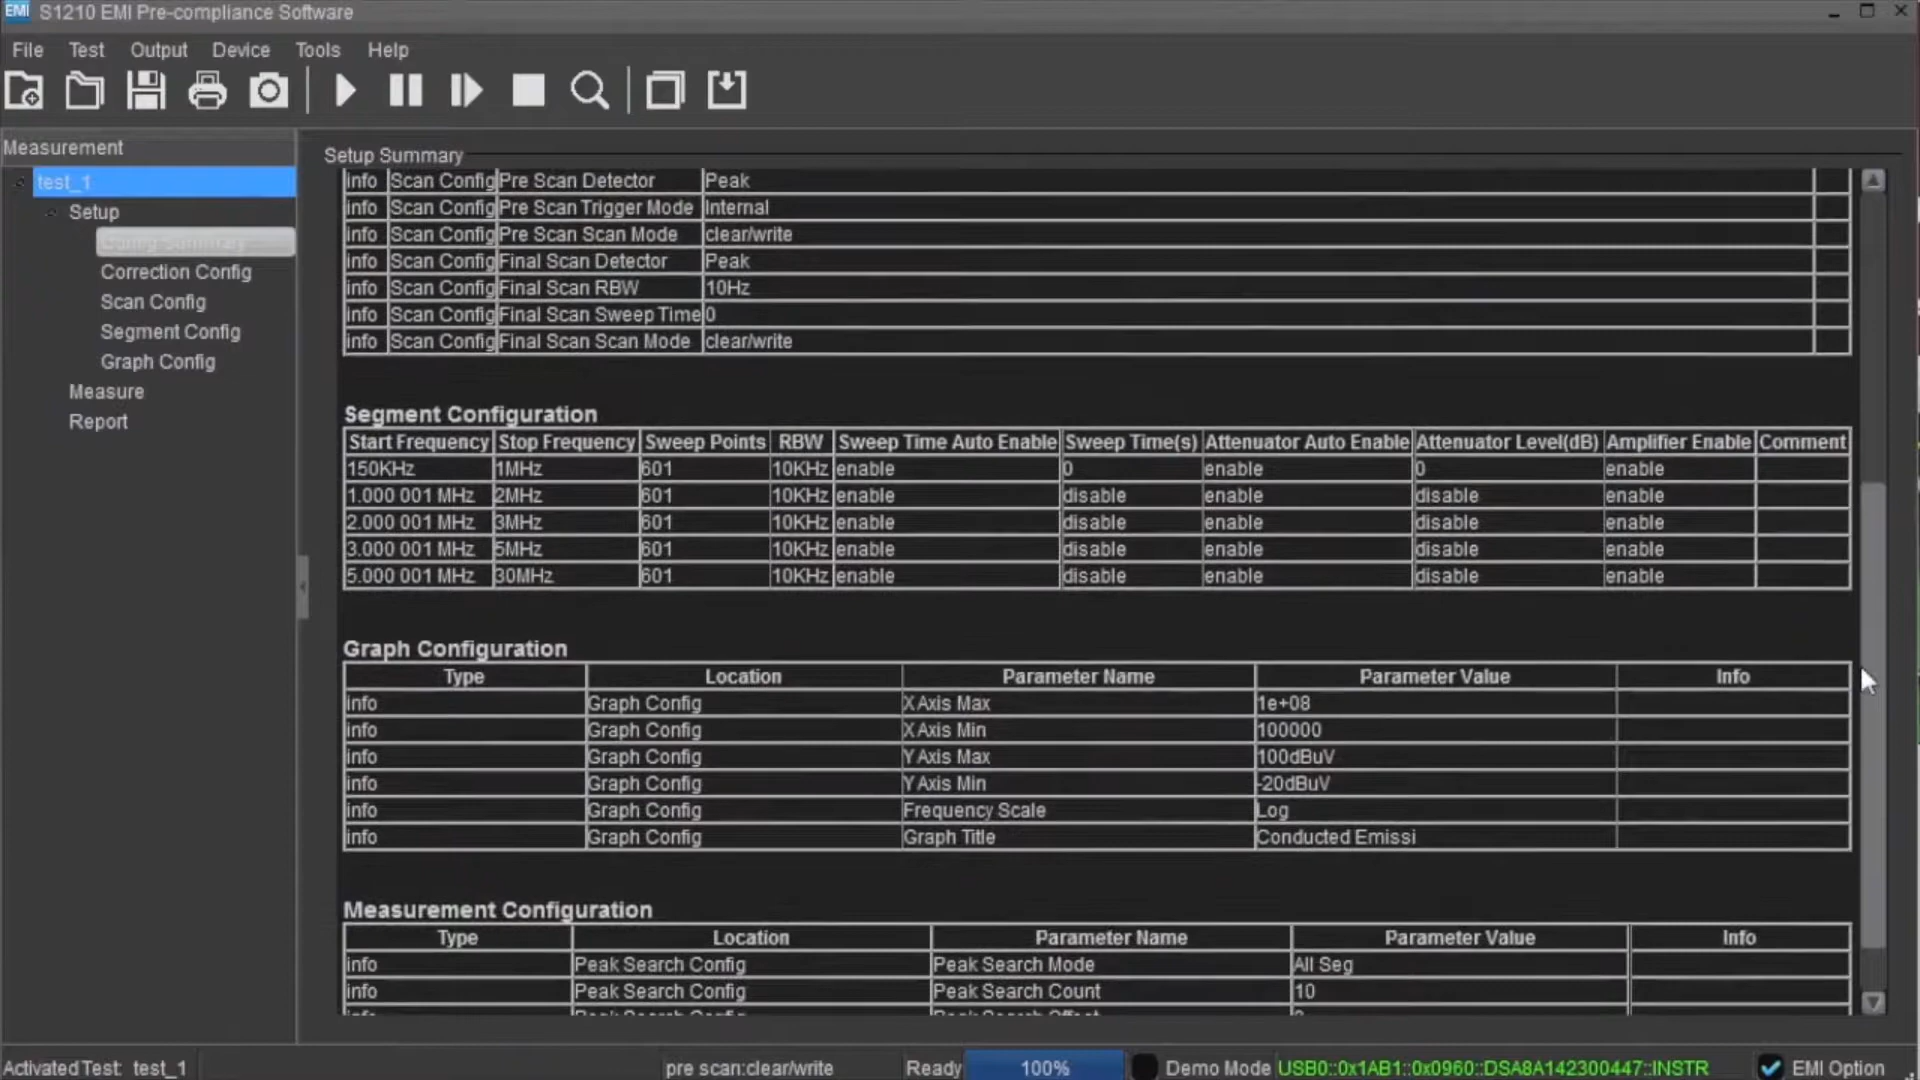 EMI S1210 EMI Pre-compliance Software
File Test Output Device Tools Help
Measurement
test_1
Setup
Config Summary
Correction Config
Scan Config
Segment Config
Graph Config
Measure
Report
Setup Summary
info Scan Config Pre Scan Detector Peak
info Scan Config Pre Scan Trigger Mode Internal
info Scan Config Pre Scan Scan Mode clear/write
info Scan Config Final Scan Detector Peak
info Scan Config Final Scan RBW 10Hz
info Scan Config Final Scan Sweep Time 0
info Scan Config Final Scan Scan Mode clear/write
Segment Configuration
Start Frequency Stop Frequency Sweep Points RBW Sweep Time Auto Enable Sweep Time(s) Attenuator Auto Enable Attenuator Level(dB) Amplifier Enable Comment
150KHz 1MHz 601 10KHz enable 0 enable 0 enable
1.000 001 MHz 2MHz 601 10KHz enable disable enable disable enable
2.000 001 MHz 3MHz 601 10KHz enable disable enable disable enable
3.000 001 MHz 5MHz 601 10KHz enable disable enable disable enable
5.000 001 MHz 30MHz 601 10KHz enable disable enable disable enable
Graph Configuration
Type Location Parameter Name Parameter Value Info
info Graph Config X Axis Max 1e+08
info Graph Config X Axis Min 100000
info Graph Config Y Axis Max 100dBuV
info Graph Config Y Axis Min -20dBuV
info Graph Config Frequency Scale Log
info Graph Config Graph Title Conducted Emissi
Measurement Configuration
Type Location Parameter Name Parameter Value Info
info Peak Search Config Peak Search Mode All Seg
info Peak Search Config Peak Search Count 10
info Peak Search Config Peak Search Offset
Activated Test: test_1 pre scan:clear/write Ready 100% Demo Mode USB0::0x1AB1::0x0960::DSA8A142300447::INSTR EMI Option